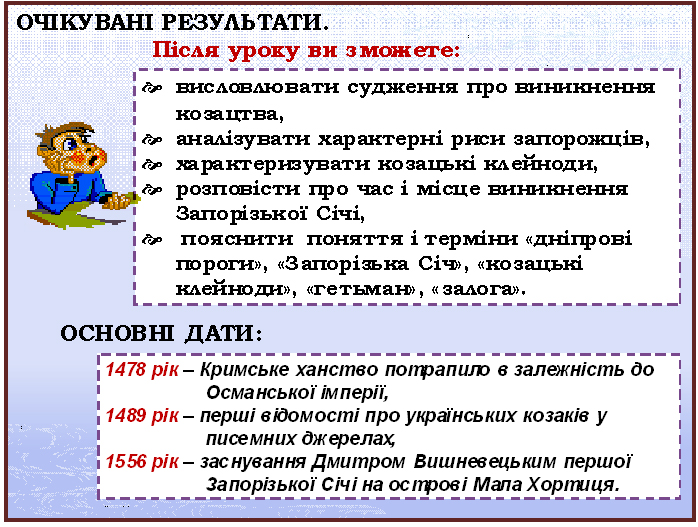 ОЧІКУВАНІ РЕЗУЛЬТАТИ.
Після уроку ви зможете:
висловлювати судження про виникнення
козацтва,
аналізувати характерні риси запорожців,
характеризувати козацькі клейноди,
розповісти про час і місце виникнення
Запорізької Січі,
пояснити поняття і терміни «дніпрові
пороги», «Запорізька Січ», «козацькі
клейноди», «гетьман», «залога».
ОСНОВНІ ДАТИ:
1478 рік – Кримське ханство потрапило в залежність до
Османської імперії,
1489 рік – перші відомості про українських козаків у
писемних джерелах,
1556 рік – заснування Дмитром Вишневецьким першої
Запорізької Січі на острові Мала Хортиця.